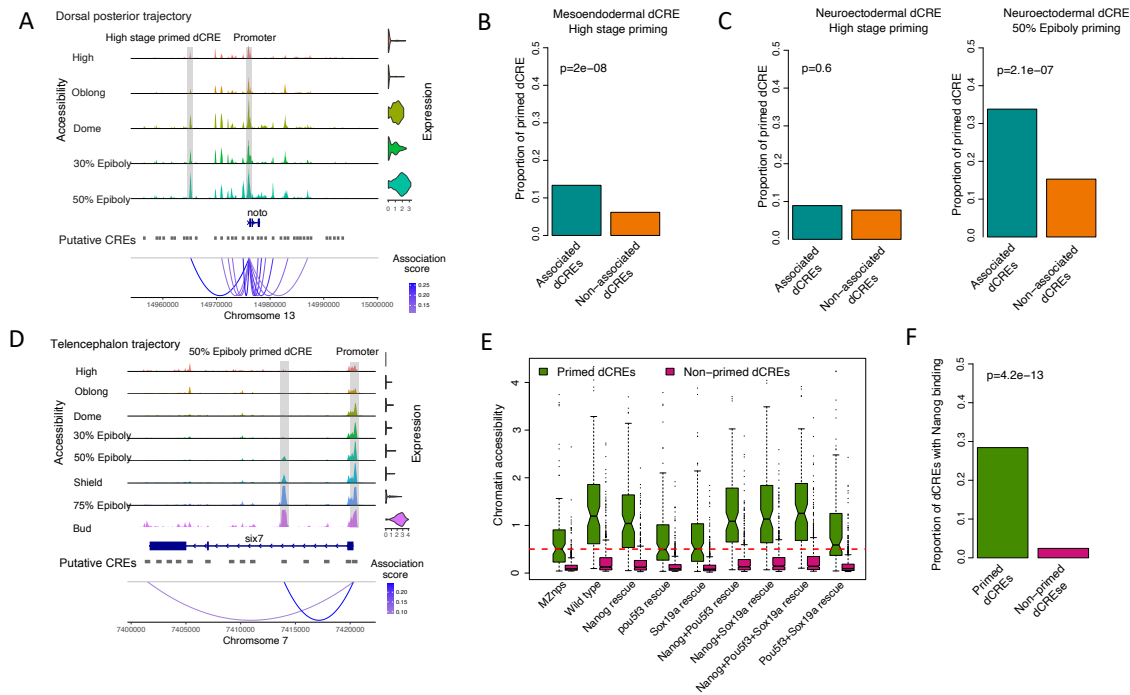 A
Dorsal posterior trajectory
High stage primed dCRE
Promoter
High
Oblong
Dome
30% Epiboly
50% Epiboly
Accessibility
Expression
0 1 2 3
noto
Putative CREs
Association
score
0.25
0.20
0.15
14960000 14970000 14980000 14990000 15000000
Chromsome 13
B
Mesoendodermal dCRE
High stage priming
p=2e−08
Proportion of primed dCRE
0.0 0.1 0.2 0.3 0.4 0.5
Associated
dCREs
Non−associated
dCREs
C
Neuroectodermal dCRE
High stage priming
p=0.6
Proportion of primed dCRE
0.0 0.1 0.2 0.3 0.4 0.5
Associated
dCREs
Non−associated
dCREs
Neuroectodermal dCRE
50% Epiboly priming
p=2.1e−07
Proportion of primed dCRE
0.0 0.1 0.2 0.3 0.4 0.5
Associated
dCREs
Non−associated
dCREs
D
Telencephalon trajectory
50% Epiboly primed dCRE
Promoter
High
Oblong
Dome
30% Epiboly
50% Epiboly
Shield
75% Epiboly
Bud
Accessibility
Expression
0 1 2 3 4
six7
Putative CREs
Association
score
0.20
0.15
0.10
7400000 7405000 7410000 7415000 7420000
Chromsome 7
E
Primed dCREs
Non−primed dCREs
Chromatin accessibility
0 1 2 3 4
MZnps
Wild type
Nanog rescue
pou5f3 rescue
Sox19a rescue
Nanog+Pou5f3 rescue
Nanog+Sox19a rescue
Nanog+Pou5f3+Sox19a rescue
Pou5f3+Sox19a rescue
F
p=4.2e−13
Proportion of dCREs with Nanog binding
0.0 0.1 0.2 0.3 0.4 0.5
Primed
dCREs
Non−primed
dCREse